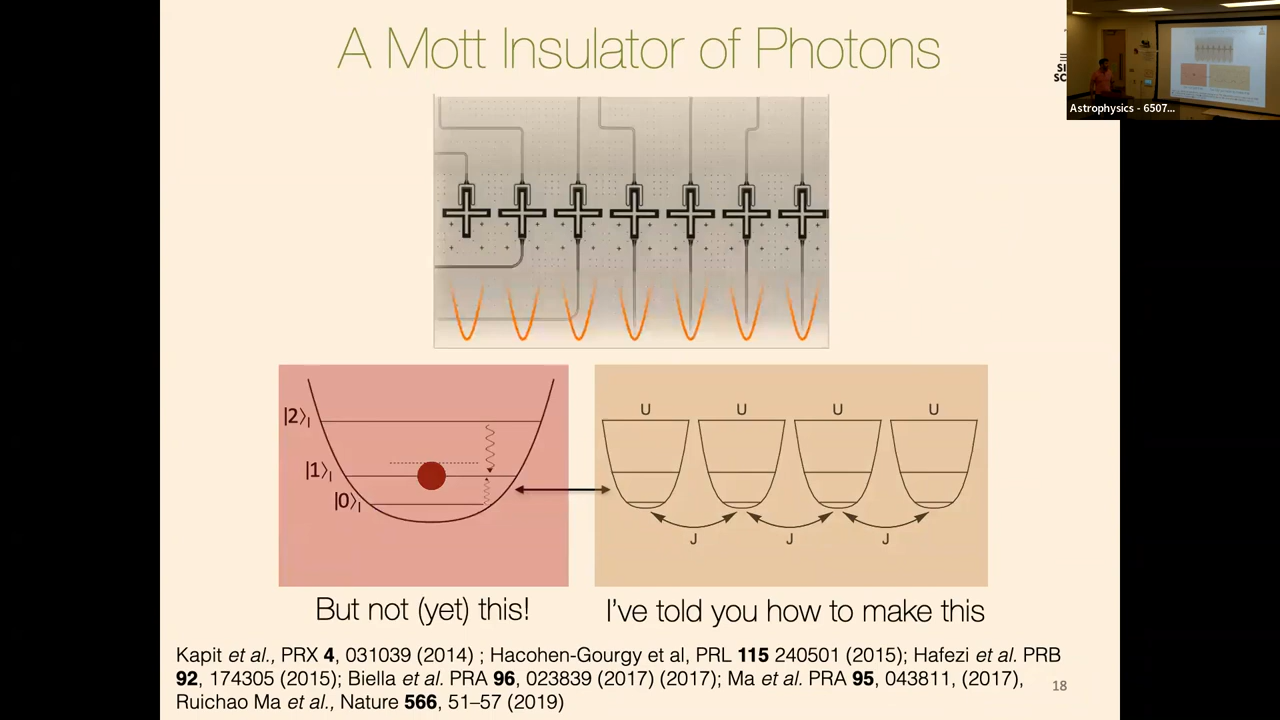 A Mott Insulator of Photons
SI
SC
Astrophysics - 6507...
|2⟩ₗ
|1⟩ₗ
|0⟩ₗ
U U U U
J J J
But not (yet) this!
I've told you how to make this
Kapit et al., PRX 4, 031039 (2014) ; Hacohen-Gourgy et al, PRL 115 240501 (2015); Hafezi et al. PRB
92, 174305 (2015); Biella et al. PRA 96, 023839 (2017) (2017); Ma et al. PRA 95, 043811, (2017),
Ruichao Ma et al., Nature 566, 51–57 (2019)
18